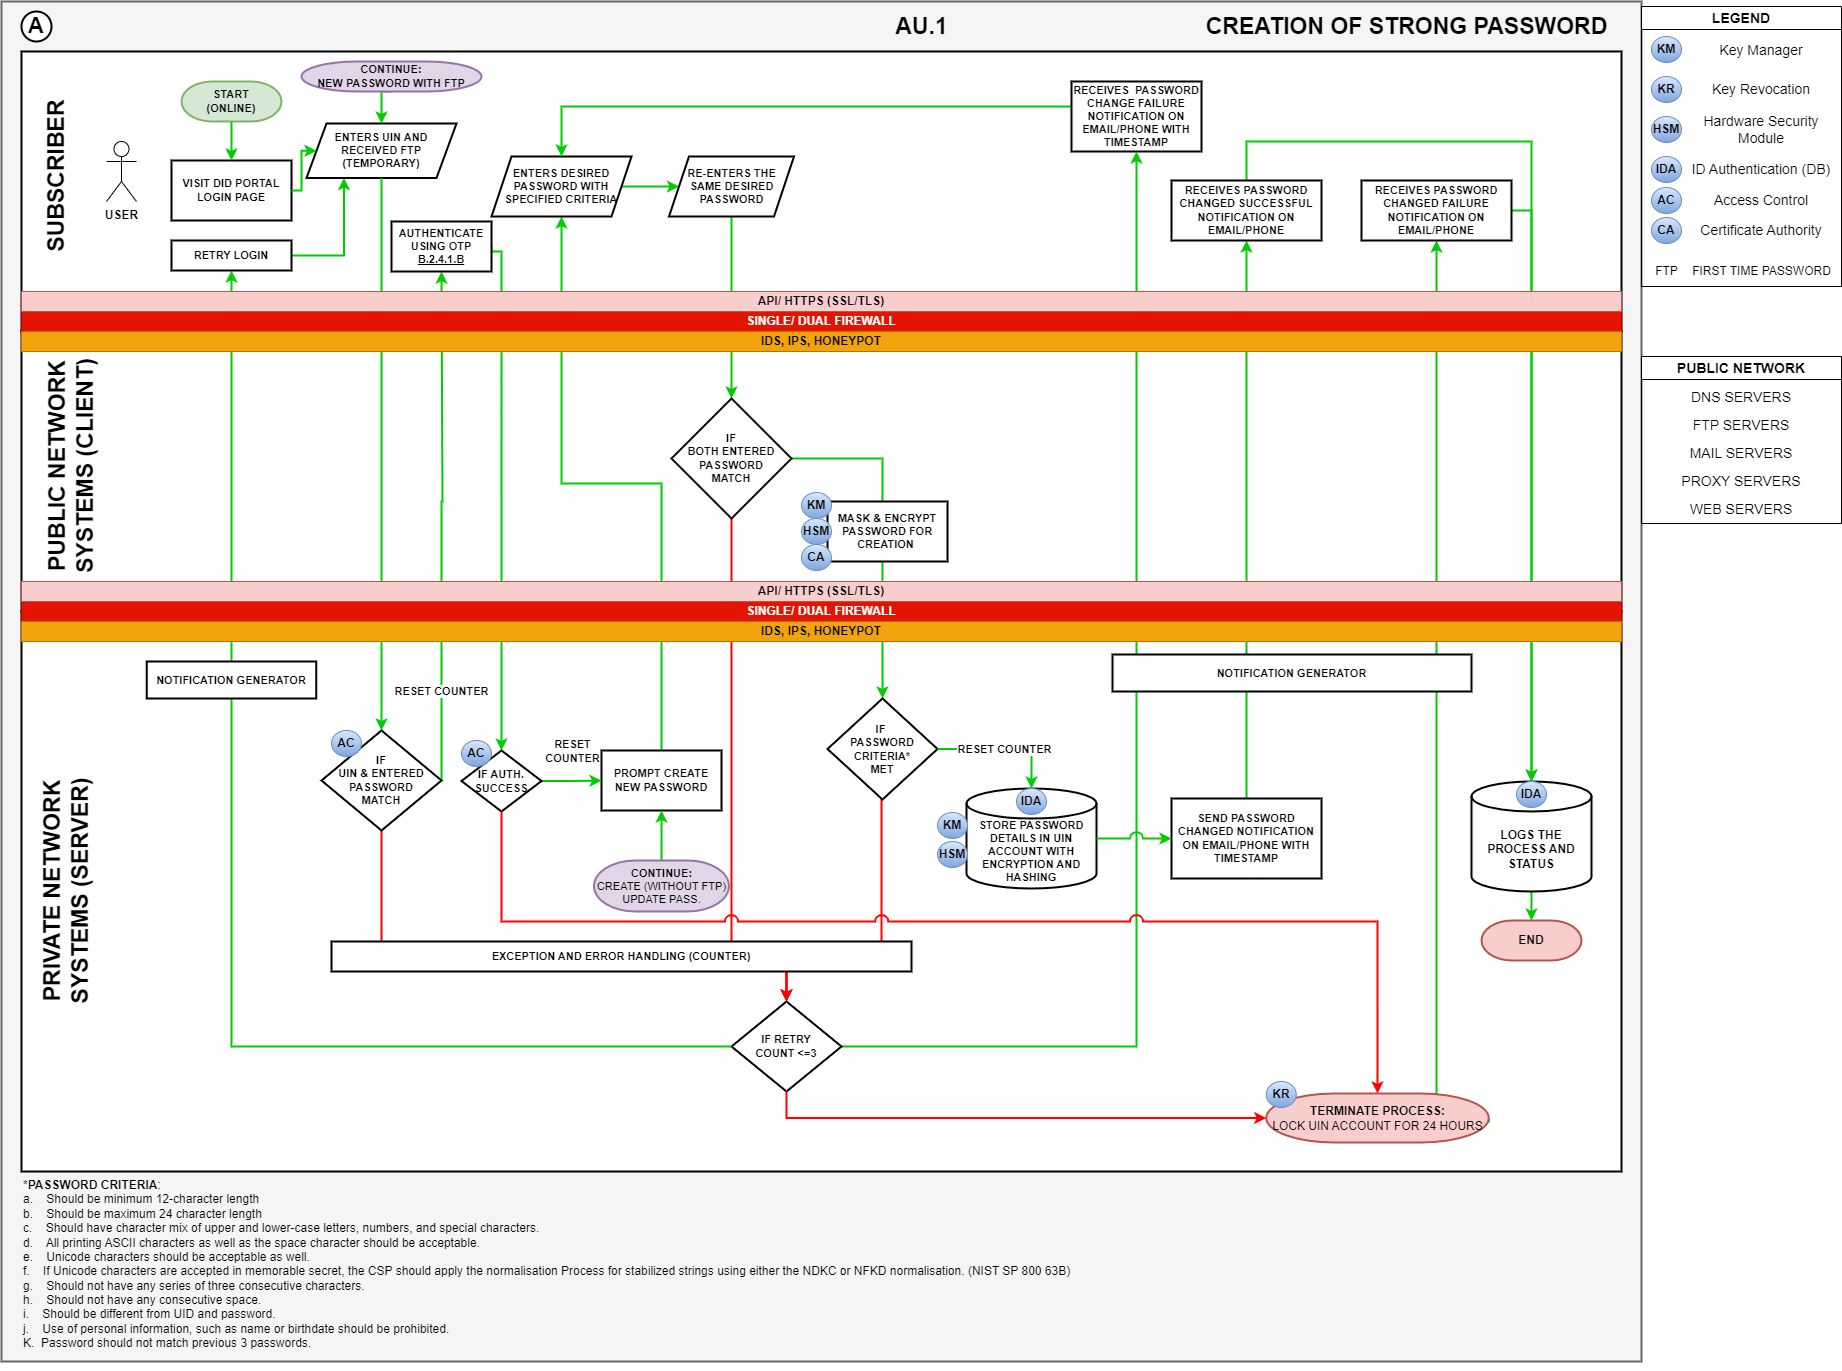 A
AU.1
CREATION OF STRONG PASSWORD
SUBSCRIBER
USER
START
(ONLINE)
CONTINUE:
NEW PASSWORD WITH FTP
VISIT DID PORTAL
LOGIN PAGE
ENTERS UIN AND
RECEIVED FTP
(TEMPORARY)
RETRY LOGIN
AUTHENTICATE
USING OTP
B.2.4.1.B
ENTERS DESIRED
PASSWORD WITH
SPECIFIED CRITERIA
RE-ENTERS THE
SAME DESIRED
PASSWORD
RECEIVES PASSWORD
CHANGE FAILURE
NOTIFICATION ON
EMAIL/PHONE WITH
TIMESTAMP
RECEIVES PASSWORD
CHANGED SUCCESSFUL
NOTIFICATION ON
EMAIL/PHONE
RECEIVES PASSWORD
CHANGED FAILURE
NOTIFICATION ON
EMAIL/PHONE
API/ HTTPS (SSL/TLS)
SINGLE/ DUAL FIREWALL
IDS, IPS, HONEYPOT
PUBLIC NETWORK
SYSTEMS (CLIENT)
IF
BOTH ENTERED
PASSWORD
MATCH
KM
HSM
CA
MASK & ENCRYPT
PASSWORD FOR
CREATION
API/ HTTPS (SSL/TLS)
SINGLE/ DUAL FIREWALL
IDS, IPS, HONEYPOT
PRIVATE NETWORK
SYSTEMS (SERVER)
NOTIFICATION GENERATOR
RESET COUNTER
AC
IF
UIN & ENTERED
PASSWORD
MATCH
AC
IF AUTH.
SUCCESS
RESET
COUNTER
PROMPT CREATE
NEW PASSWORD
CONTINUE:
CREATE (WITHOUT FTP)
UPDATE PASS.
IF
PASSWORD
CRITERIA*
MET
RESET COUNTER
IDA
KM
HSM
STORE PASSWORD
DETAILS IN UIN
ACCOUNT WITH
ENCRYPTION AND
HASHING
NOTIFICATION GENERATOR
SEND PASSWORD
CHANGED NOTIFICATION
ON EMAIL/PHONE WITH
TIMESTAMP
IDA
LOGS THE
PROCESS AND
STATUS
END
EXCEPTION AND ERROR HANDLING (COUNTER)
IF RETRY
COUNT <=3
KR
TERMINATE PROCESS:
LOCK UIN ACCOUNT FOR 24 HOURS
*PASSWORD CRITERIA:
a. Should be minimum 12-character length
b. Should be maximum 24 character length
c. Should have character mix of upper and lower-case letters, numbers, and special characters.
d. All printing ASCII characters as well as the space character should be acceptable.
e. Unicode characters should be acceptable as well.
f. If Unicode characters are accepted in memorable secret, the CSP should apply the normalisation Process for stabilized strings using either the NDKC or NFKD normalisation. (NIST SP 800 63B)
g. Should not have any series of three consecutive characters.
h. Should not have any consecutive space.
i. Should be different from UID and password.
j. Use of personal information, such as name or birthdate should be prohibited.
K. Password should not match previous 3 passwords.
LEGEND
KM Key Manager
KR Key Revocation
HSM Hardware Security
Module
IDA ID Authentication (DB)
AC Access Control
CA Certificate Authority
FTP FIRST TIME PASSWORD
PUBLIC NETWORK
DNS SERVERS
FTP SERVERS
MAIL SERVERS
PROXY SERVERS
WEB SERVERS